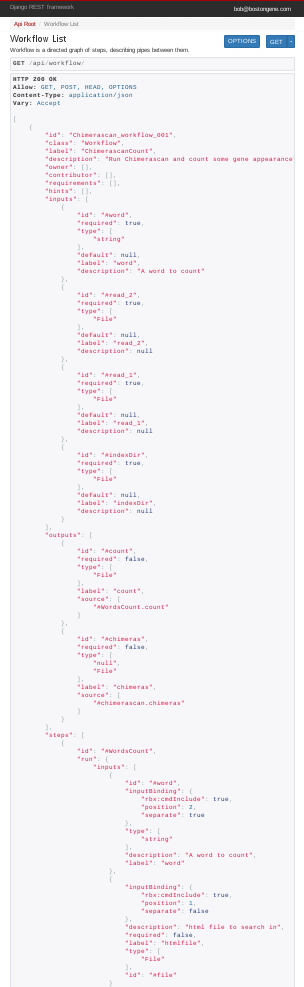 Django REST framework
bob@bostongene.com
Api Root / Workflow List
Workflow List
OPTIONS
GET
Workflow is a directed graph of steps, describing pipes between them.
GET /api/workflow/
HTTP 200 OK
Allow: GET, POST, HEAD, OPTIONS
Content-Type: application/json
Vary: Accept
[
{
"id": "Chimerascan_workflow_001",
"class": "Workflow",
"label": "ChimerascanCount",
"description": "Run Chimerascan and count some gene appearance
"owner": [],
"contributor": [],
"requirements": [],
"hints": [],
"inputs": [
{
"id": "#word",
"required": true,
"type": [
"string"
],
"default": null,
"label": "word",
"description": "A word to count"
},
{
"id": "#read_2",
"required": true,
"type": [
"File"
],
"default": null,
"label": "read_2",
"description": null
},
{
"id": "#read_1",
"required": true,
"type": [
"File"
],
"default": null,
"label": "read_1",
"description": null
},
{
"id": "#indexDir",
"required": true,
"type": [
"File"
],
"default": null,
"label": "indexDir",
"description": null
}
],
"outputs": [
{
"id": "#count",
"required": false,
"type": [
"File"
],
"label": "count",
"source": [
"#WordsCount.count"
]
},
{
"id": "#chimeras",
"required": false,
"type": [
"null",
"File"
],
"label": "chimeras",
"source": [
"#chimerascan.chimeras"
]
}
],
"steps": [
{
"id": "#WordsCount",
"run": {
"inputs": [
{
"id": "#word",
"inputBinding": {
"rbx:cmdInclude": true,
"position": 2,
"separate": true
},
"type": [
"string"
],
"description": "A word to count",
"label": "word"
},
{
"inputBinding": {
"rbx:cmdInclude": true,
"position": 1,
"separate": false
},
"description": "html file to search in",
"required": false,
"label": "htmlfile",
"type": [
"File"
],
"id": "#file"
}